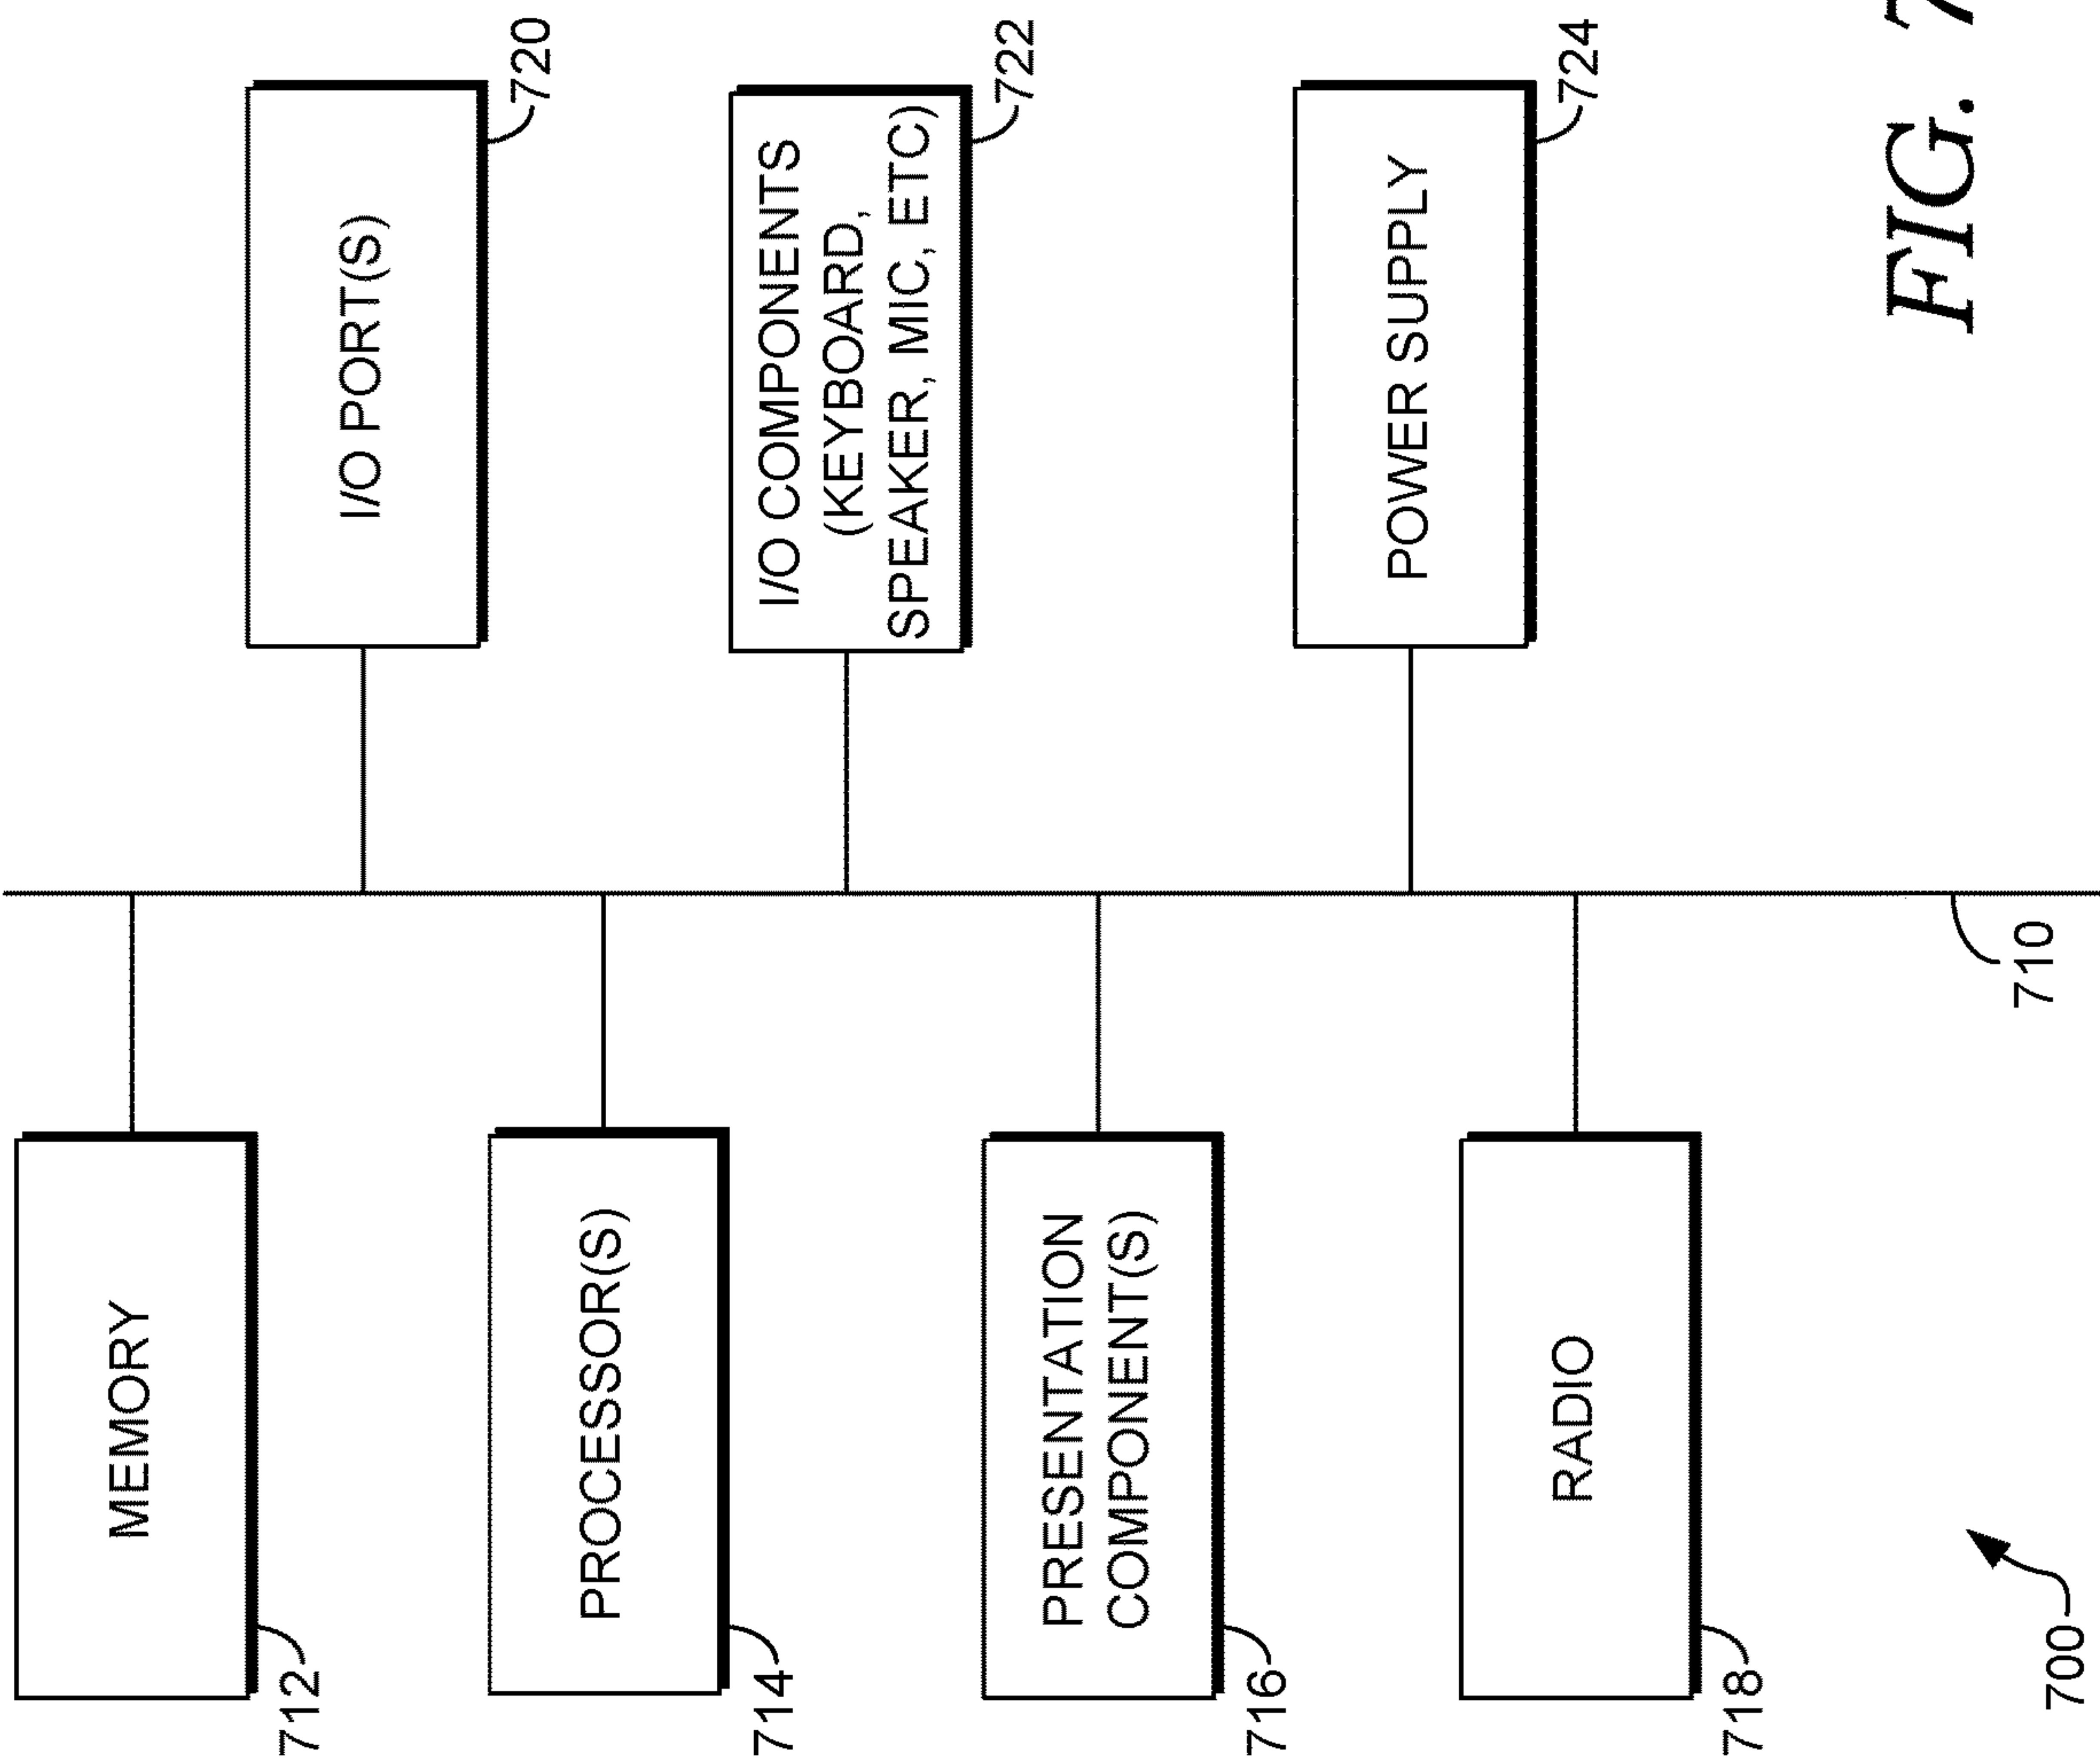 MEMORY
712
I/O PORT(S)
720
PROCESSOR(S)
714
I/O COMPONENTS
(KEYBOARD,
SPEAKER, MIC, ETC)
722
PRESENTATION
COMPONENT(S)
716
POWER SUPPLY
724
RADIO
718
710
700
FIG. 7